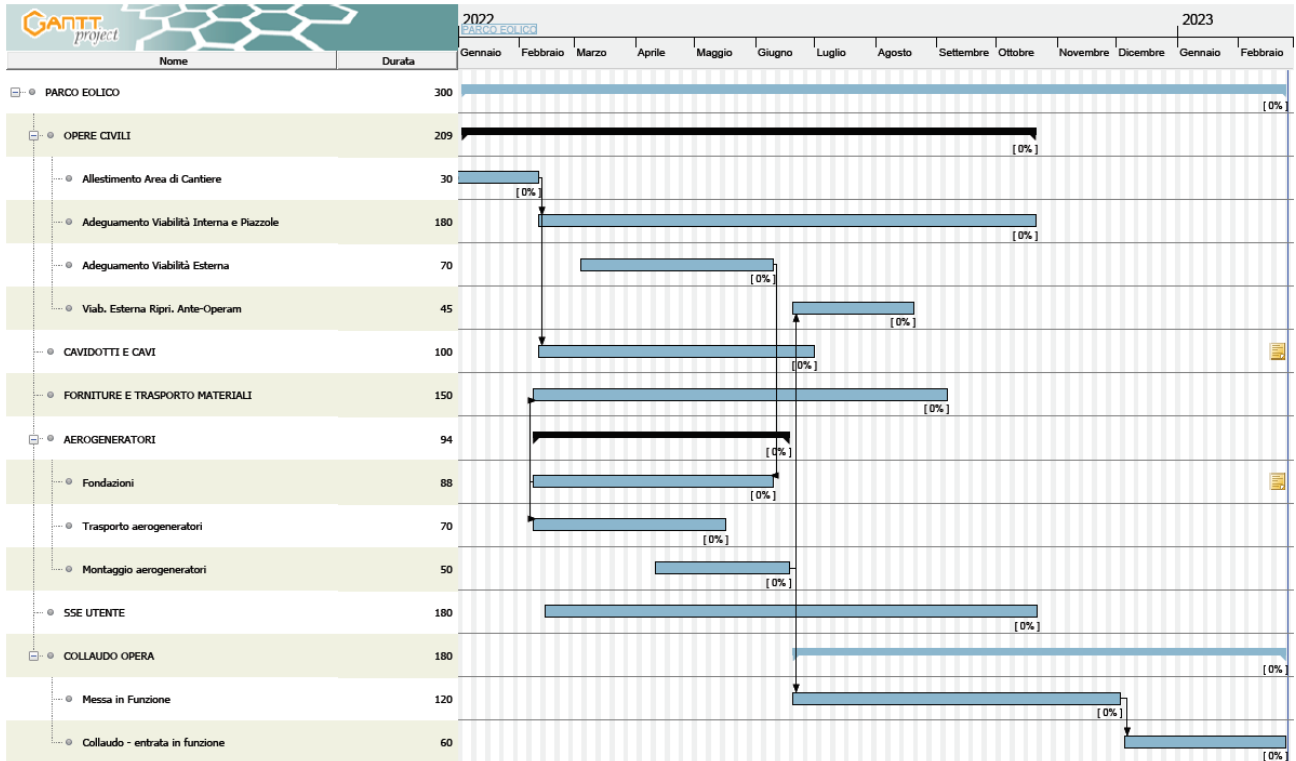 GANTT
project
2022
2023
PARCO EOLICO
Gennaio Febbraio Marzo Aprile Maggio Giugno Luglio Agosto Settembre Ottobre Novembre Dicembre Gennaio Febbraio
Nome Durata
PARCO EOLICO 300
[ 0% ]
OPERE CIVILI 209
[ 0% ]
Allestimento Area di Cantiere 30
[ 0% ]
Adeguamento Viabilità Interna e Piazzole 180
[ 0% ]
Adeguamento Viabilità Esterna 70
[ 0% ]
Viab. Esterna Ripri. Ante-Operam 45
[ 0% ]
CAVIDOTTI E CAVI 100
[ 0% ]
FORNITURE E TRASPORTO MATERIALI 150
[ 0% ]
AEROGENERATORI 94
[ 0% ]
Fondazioni 88
[ 0% ]
Trasporto aerogeneratori 70
[ 0% ]
Montaggio aerogeneratori 50
[ 0% ]
SSE UTENTE 180
[ 0% ]
COLLAUDO OPERA 180
[ 0% ]
Messa in Funzione 120
[ 0% ]
Collaudo - entrata in funzione 60
[ 0% ]